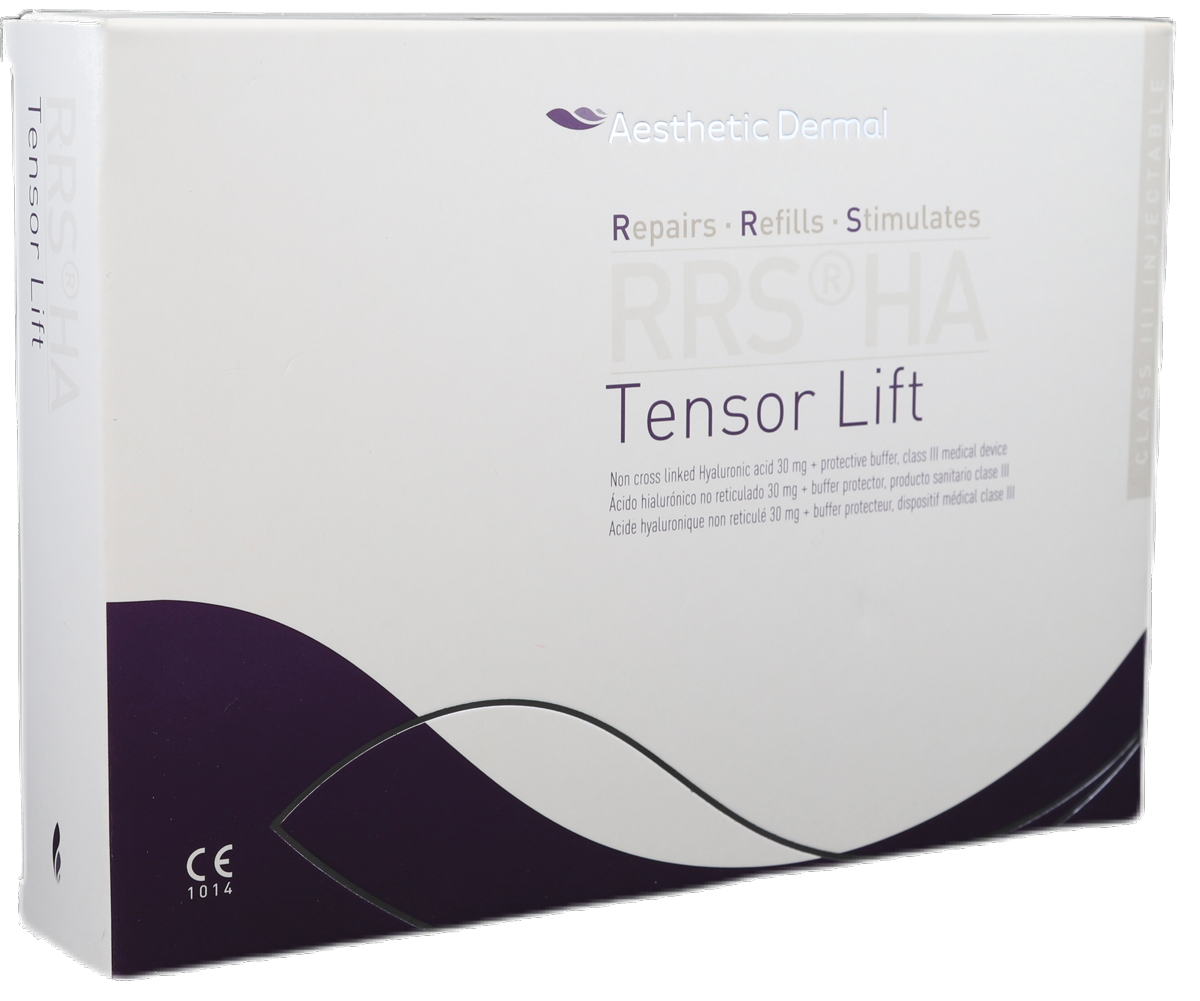 Aesthetic Dermal
Repairs · Refills · Stimulates
RRS®HA
Tensor Lift
Non cross linked Hyaluronic acid 30 mg + protective buffer, class III medical device
Ácido hialurónico no reticulado 30 mg + buffer protector, producto sanitario clase III
Acide hyaluronique non reticulé 30 mg + buffer protecteur, dispositif médical clase III
CLASS III INJECTABLE
RRS®HA
Tensor Lift
CE
1014